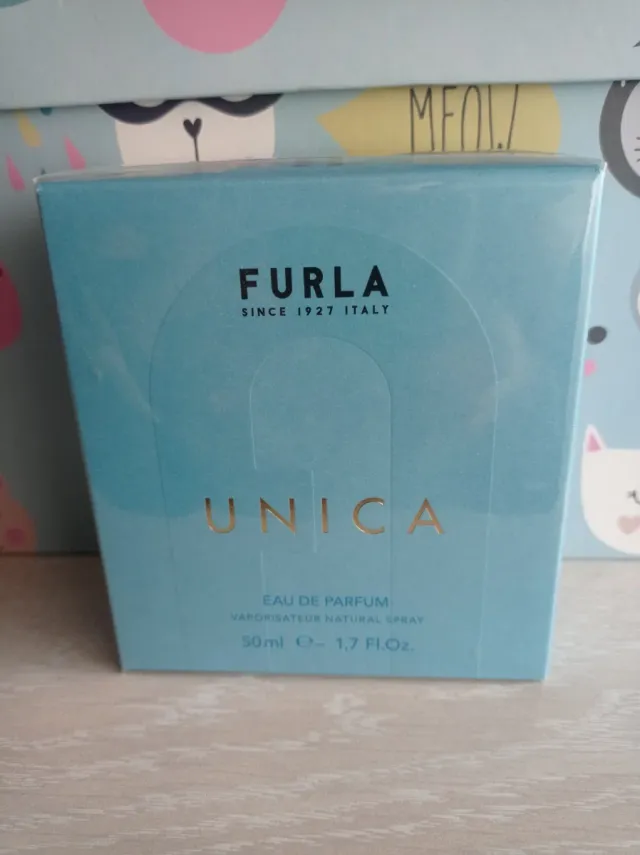 MEOW
FURLA
SINCE 1927 ITALY
UNICA
EAU DE PARFUM
VAPORISATEUR NATURAL SPRAY
50ml ℮– 1,7 Fl.Oz.